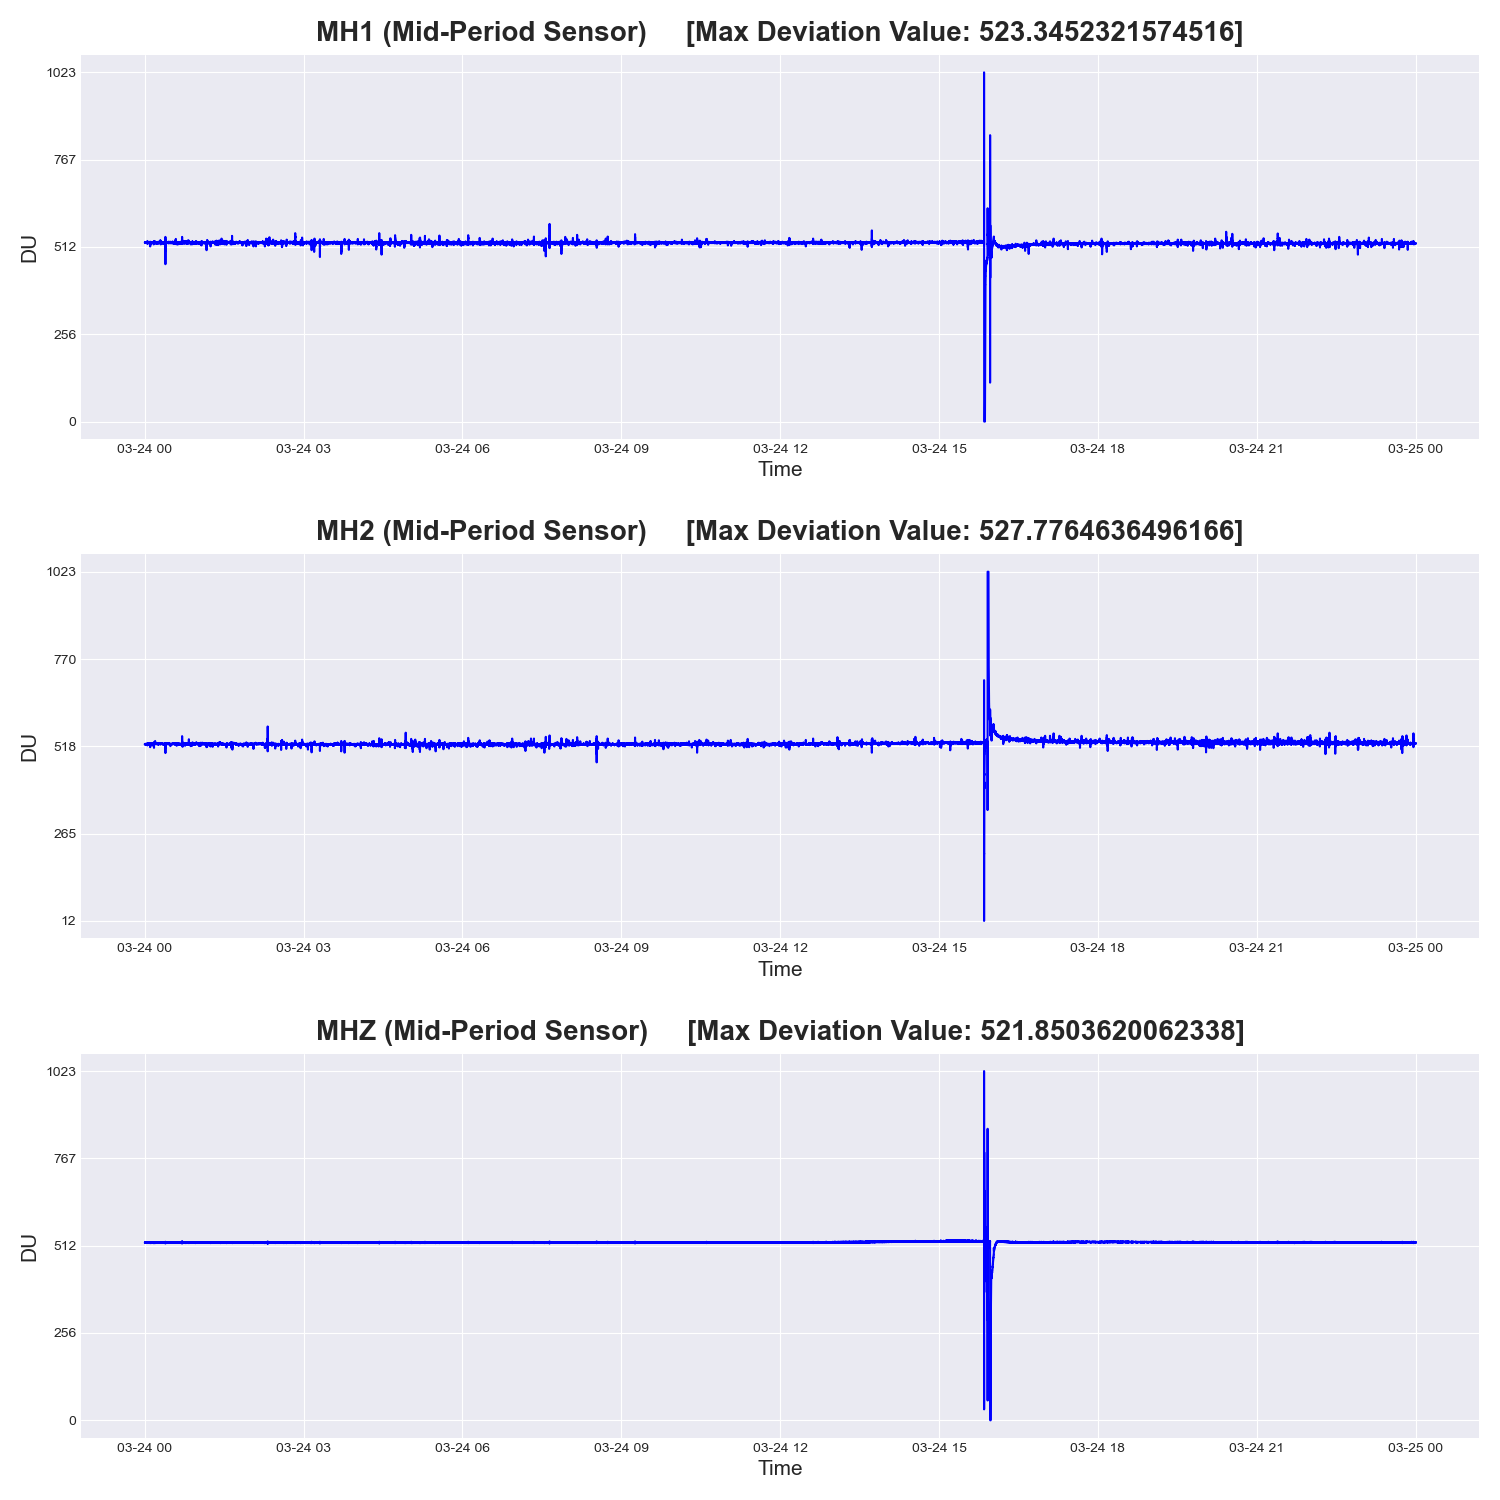 MH1 (Mid-Period Sensor) [Max Deviation Value: 523.3452321574516]
1023
767
512
256
0
DU
03-24 00 03-24 03 03-24 06 03-24 09 03-24 12 03-24 15 03-24 18 03-24 21 03-25 00
Time
MH2 (Mid-Period Sensor) [Max Deviation Value: 527.7764636496166]
1023
770
518
265
12
DU
03-24 00 03-24 03 03-24 06 03-24 09 03-24 12 03-24 15 03-24 18 03-24 21 03-25 00
Time
MHZ (Mid-Period Sensor) [Max Deviation Value: 521.8503620062338]
1023
767
512
256
0
DU
03-24 00 03-24 03 03-24 06 03-24 09 03-24 12 03-24 15 03-24 18 03-24 21 03-25 00
Time